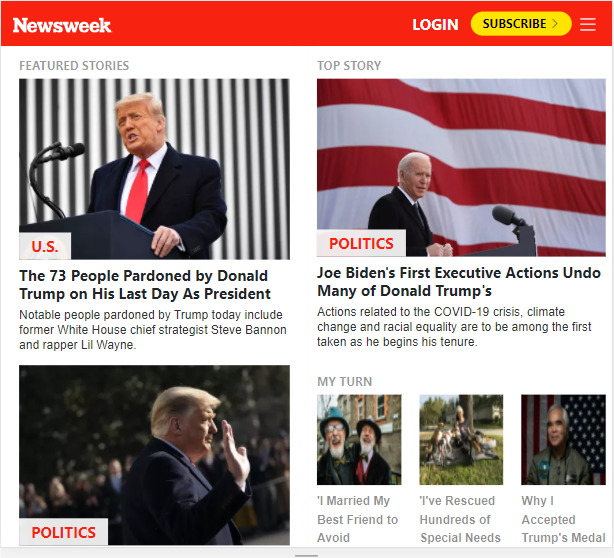 Newsweek
LOGIN
SUBSCRIBE >
FEATURED STORIES
U.S.
The 73 People Pardoned by Donald
Trump on His Last Day As President
Notable people pardoned by Trump today include
former White House chief strategist Steve Bannon
and rapper Lil Wayne.
POLITICS
TOP STORY
POLITICS
Joe Biden's First Executive Actions Undo
Many of Donald Trump's
Actions related to the COVID-19 crisis, climate
change and racial equality are to be among the first
taken as he begins his tenure.
MY TURN
'I Married My
Best Friend to
Avoid
'I've Rescued
Hundreds of
Special Needs
Why I
Accepted
Trump's Medal